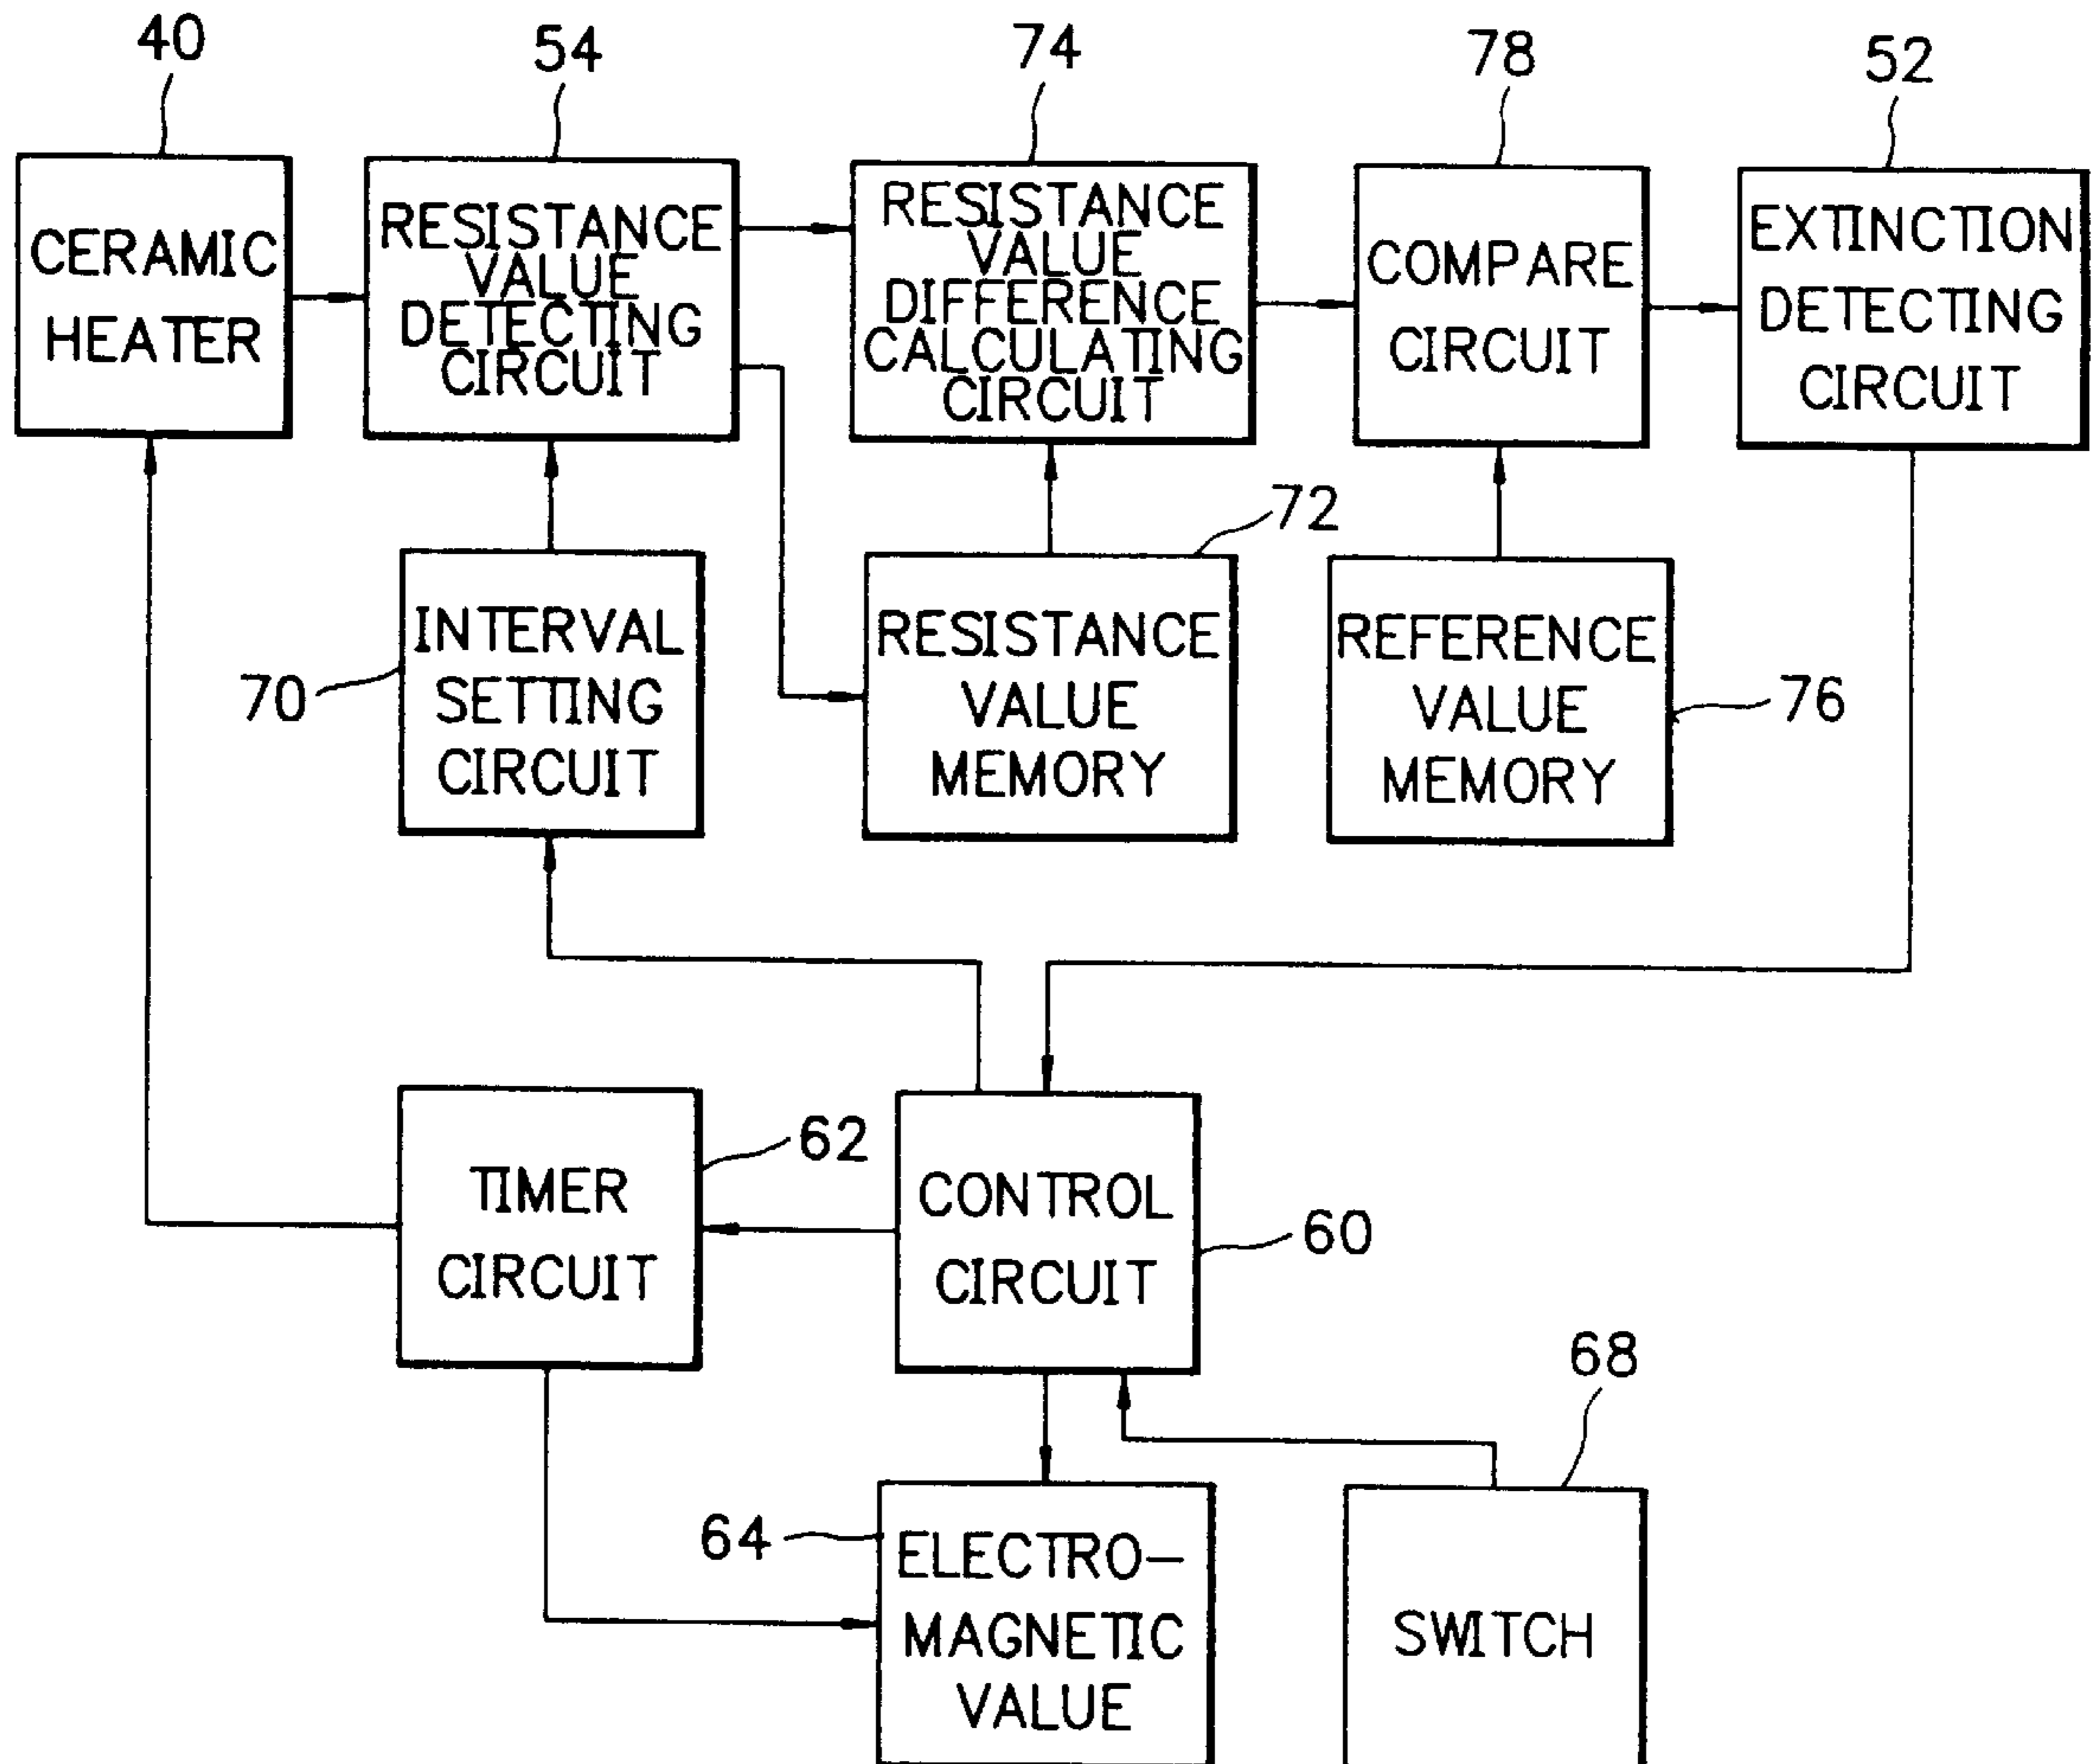 40
54
74
78
52
CERAMIC
HEATER
RESISTANCE
VALUE
DETECTING
CIRCUIT
RESISTANCE
VALUE
DIFFERENCE
CALCULATING
CIRCUIT
COMPARE
CIRCUIT
EXTINCTION
DETECTING
CIRCUIT
70
INTERVAL
SETTING
CIRCUIT
72
RESISTANCE
VALUE
MEMORY
REFERENCE
VALUE
MEMORY
76
62
TIMER
CIRCUIT
CONTROL
CIRCUIT
60
68
64
ELECTRO-
MAGNETIC
VALUE
SWITCH